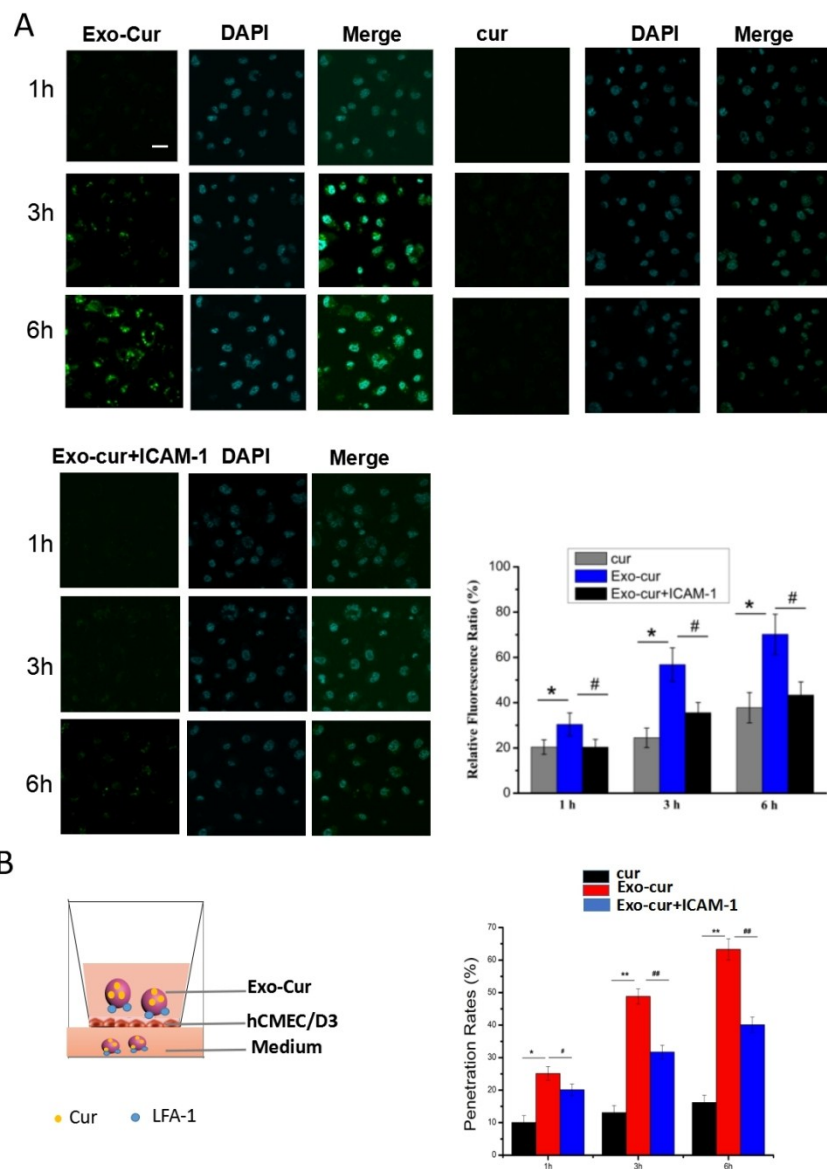 A
Exo-Cur DAPI Merge cur DAPI Merge
1h
3h
6h
Exo-cur+ICAM-1 DAPI Merge
1h
3h
6h
cur
Exo-cur
Exo-cur+ICAM-1
Relative Fluorescence Ratio (%)
100
80
60
40
20
0
* #
* #
* #
1 h 3 h 6 h
B
Exo-Cur
hCMEC/D3
Medium
Cur LFA-1
cur
Exo-cur
Exo-cur+ICAM-1
Penetration Rates (%)
70
60
50
40
30
20
10
0
* #
** ##
** ##
1h 3h 6h